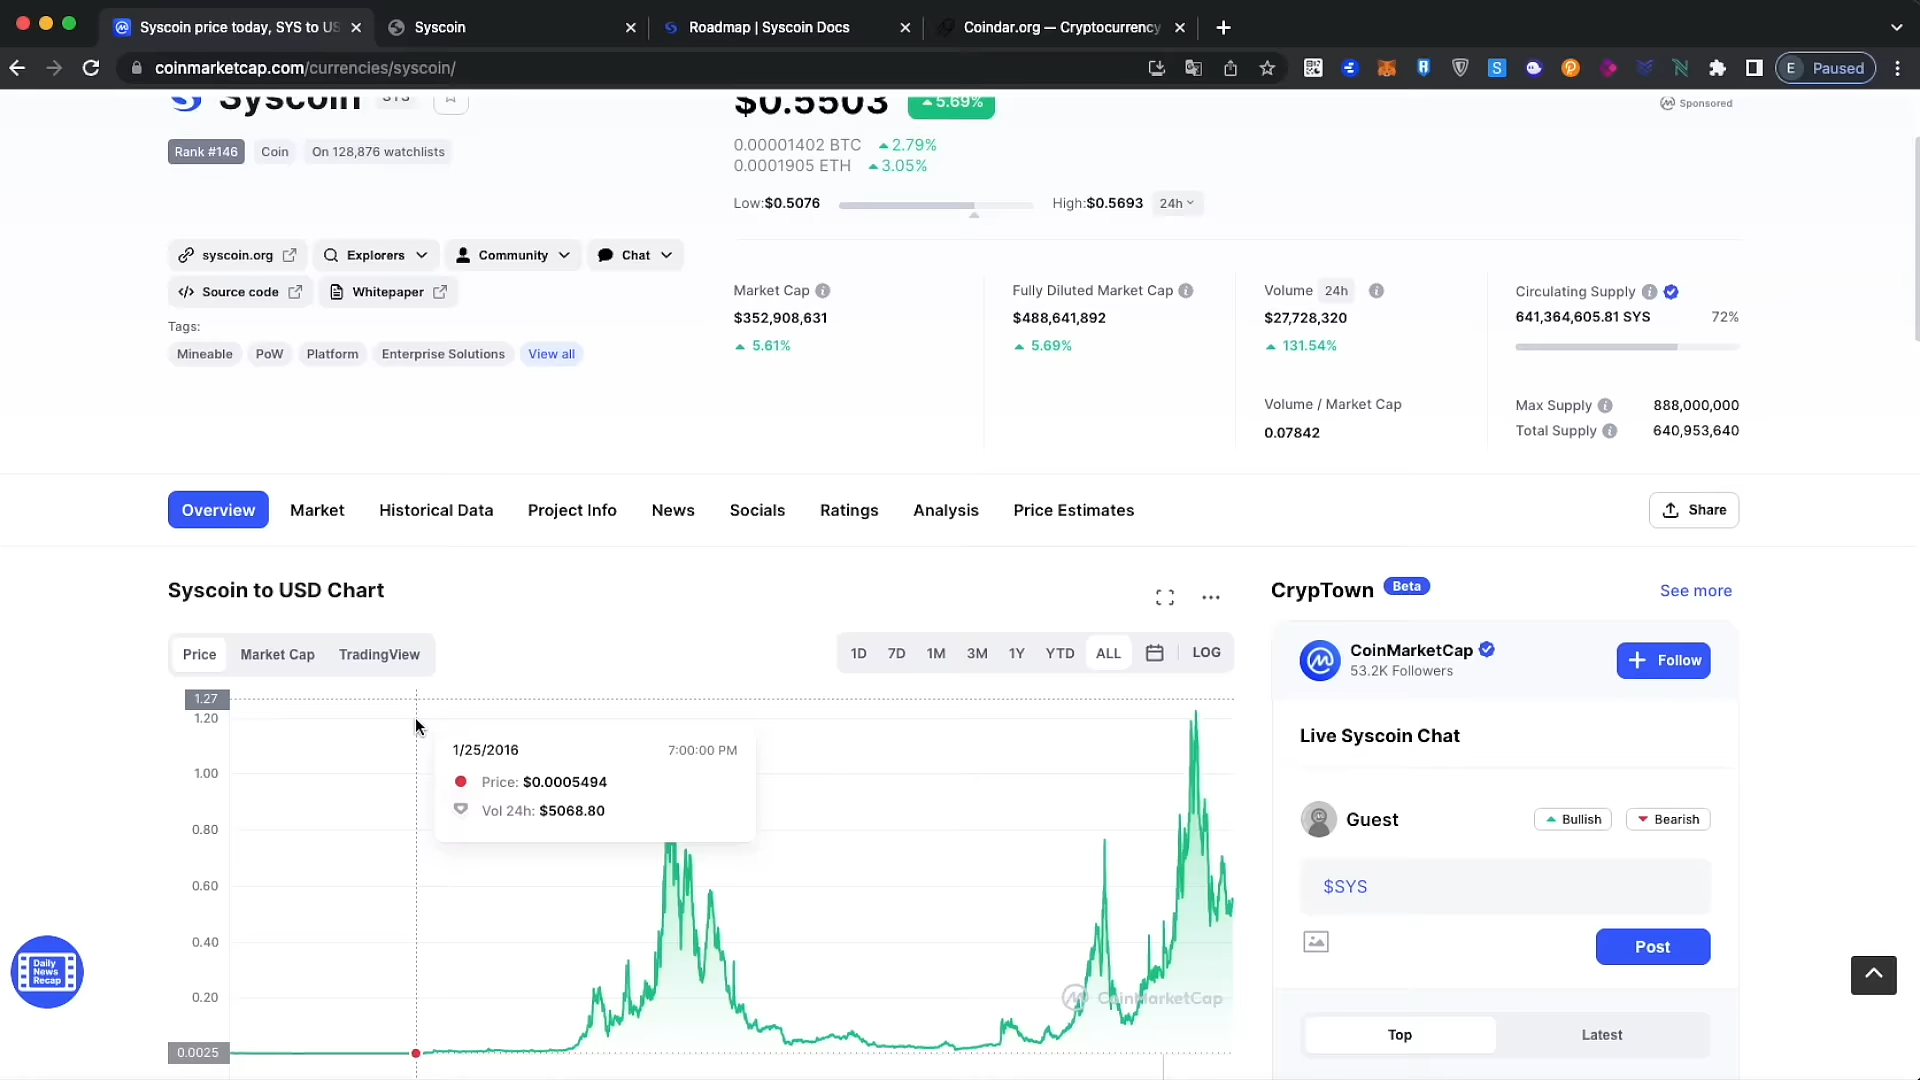 Syscoin price today, SYS to US
Syscoin
Roadmap | Syscoin Docs
Coindar.org — Cryptocurrency
coinmarketcap.com/currencies/syscoin/
E Paused
Syscoin SYS
$0.5503 5.69%
Sponsored
Rank #146 Coin On 128,876 watchlists
0.00001402 BTC 2.79%
0.0001905 ETH 3.05%
Low:$0.5076 High:$0.5693 24h
syscoin.org Explorers Community Chat
Source code Whitepaper
Tags:
Mineable PoW Platform Enterprise Solutions View all
Market Cap
$352,908,631
5.61%
Fully Diluted Market Cap
$488,641,892
5.69%
Volume 24h
$27,728,320
131.54%
Volume / Market Cap
0.07842
Circulating Supply
641,364,605.81 SYS 72%
Max Supply 888,000,000
Total Supply 640,953,640
Overview Market Historical Data Project Info News Socials Ratings Analysis Price Estimates
Share
Syscoin to USD Chart
Price Market Cap TradingView
1D 7D 1M 3M 1Y YTD ALL LOG
1.27
1.20
1.00
0.80
0.60
0.40
0.20
0.0025
1/25/2016 7:00:00 PM
Price: $0.0005494
Vol 24h: $5068.80
CoinMarketCap
CrypTown Beta See more
CoinMarketCap
53.2K Followers
Follow
Live Syscoin Chat
Guest Bullish Bearish
$SYS
Post
Top Latest
Daily
News
Recap